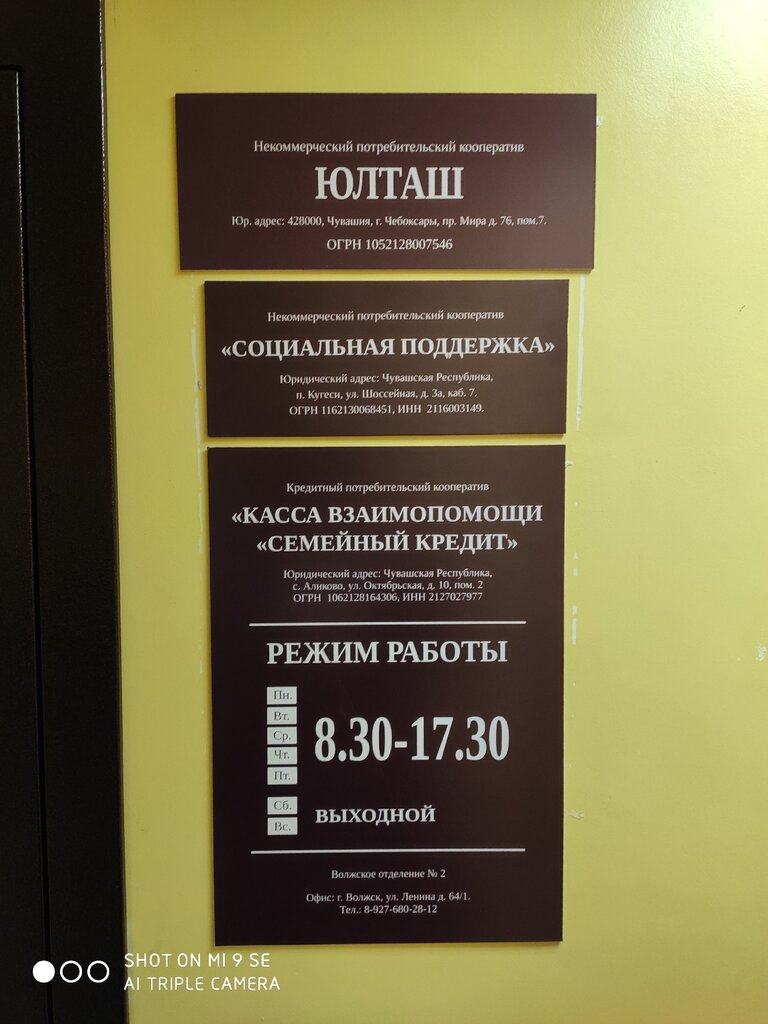 Некоммерческий потребительский кооператив
ЮЛТАШ
Юр. адрес: 428000, Чувашия, г. Чебоксары, пр. Мира д. 76, пом.7.
ОГРН 1052128007546
Некоммерческий потребительский кооператив
«СОЦИАЛЬНАЯ ПОДДЕРЖКА»
Юридический адрес: Чувашская Республика,
п. Кугеси, ул. Шоссейная, д. 3а, каб. 7.
ОГРН 1162130068451, ИНН 2116003149.
Кредитный потребительский кооператив
«КАССА ВЗАИМОПОМОЩИ
«СЕМЕЙНЫЙ КРЕДИТ»
Юридический адрес: Чувашская Республика,
с. Аликово, ул. Октябрьская, д. 10, пом. 2
ОГРН 1062128164306, ИНН 2127027977
РЕЖИМ РАБОТЫ
Пн.
Вт.
Ср.
Чт.
Пт.
8.30-17.30
Сб.
Вс.
ВЫХОДНОЙ
Волжское отделение № 2
Офис: г. Волжск, ул. Ленина д. 64/1.
Тел.: 8-927-680-28-12
SHOT ON MI 9 SE
AI TRIPLE CAMERA